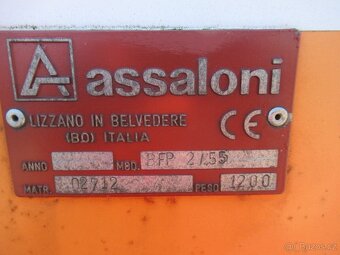 A assaloni
LIZZANO IN BELVEDERE
(BO) ITALIA
CE
ANNO MOD. BFP 2/55
MATR. 02712 PESO 1200